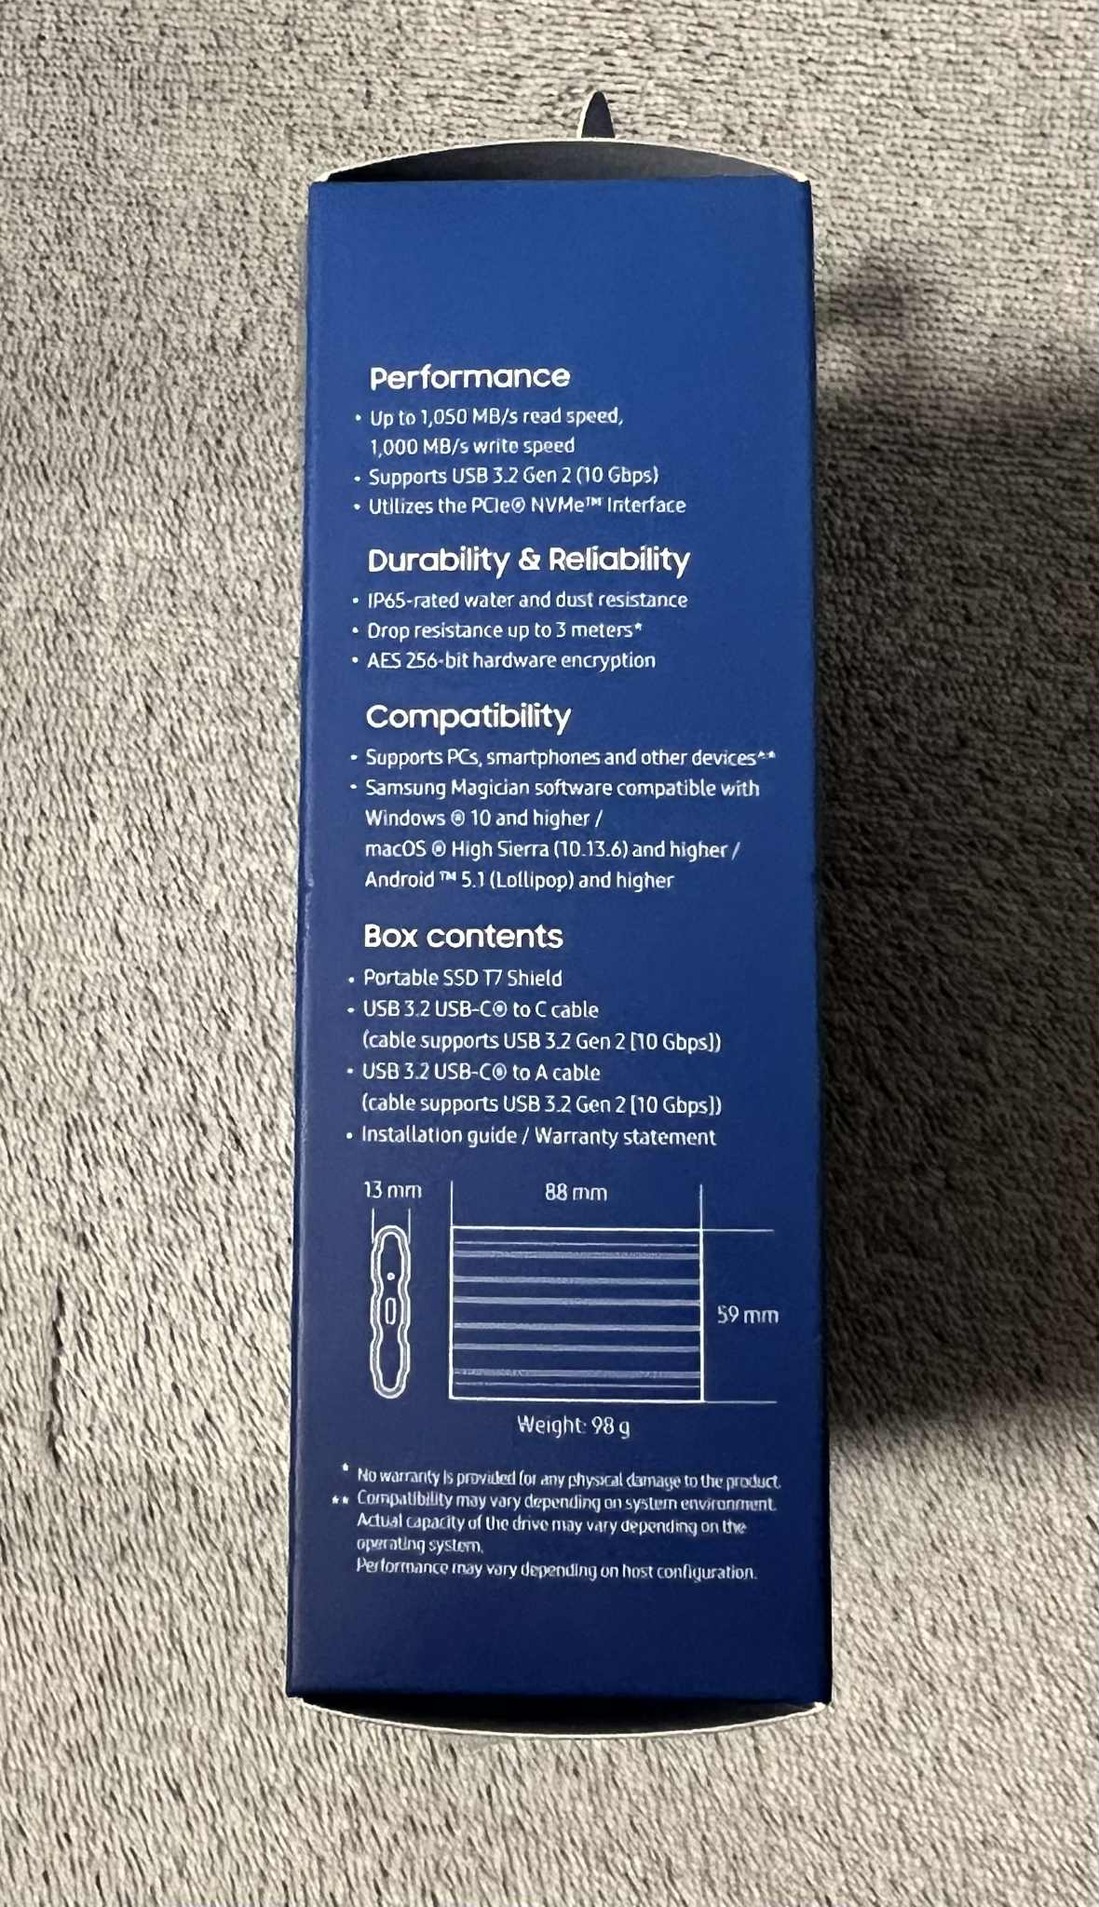 Performance
• Up to 1,050 MB/s read speed,
1,000 MB/s write speed
• Supports USB 3.2 Gen 2 (10 Gbps)
• Utilizes the PCIe® NVMe™ Interface
Durability & Reliability
• IP65-rated water and dust resistance
• Drop resistance up to 3 meters*
• AES 256-bit hardware encryption
Compatibility
• Supports PCs, smartphones and other devices**
• Samsung Magician software compatible with
Windows ® 10 and higher /
macOS ® High Sierra (10.13.6) and higher /
Android ™ 5.1 (Lollipop) and higher
Box contents
• Portable SSD T7 Shield
• USB 3.2 USB-C® to C cable
(cable supports USB 3.2 Gen 2 [10 Gbps])
• USB 3.2 USB-C® to A cable
(cable supports USB 3.2 Gen 2 [10 Gbps])
• Installation guide / Warranty statement
13 mm
88 mm
59 mm
Weight: 98 g
* No warranty is provided for any physical damage to the product.
** Compatibility may vary depending on system environment.
Actual capacity of the drive may vary depending on the
operating system.
Performance may vary depending on host configuration.